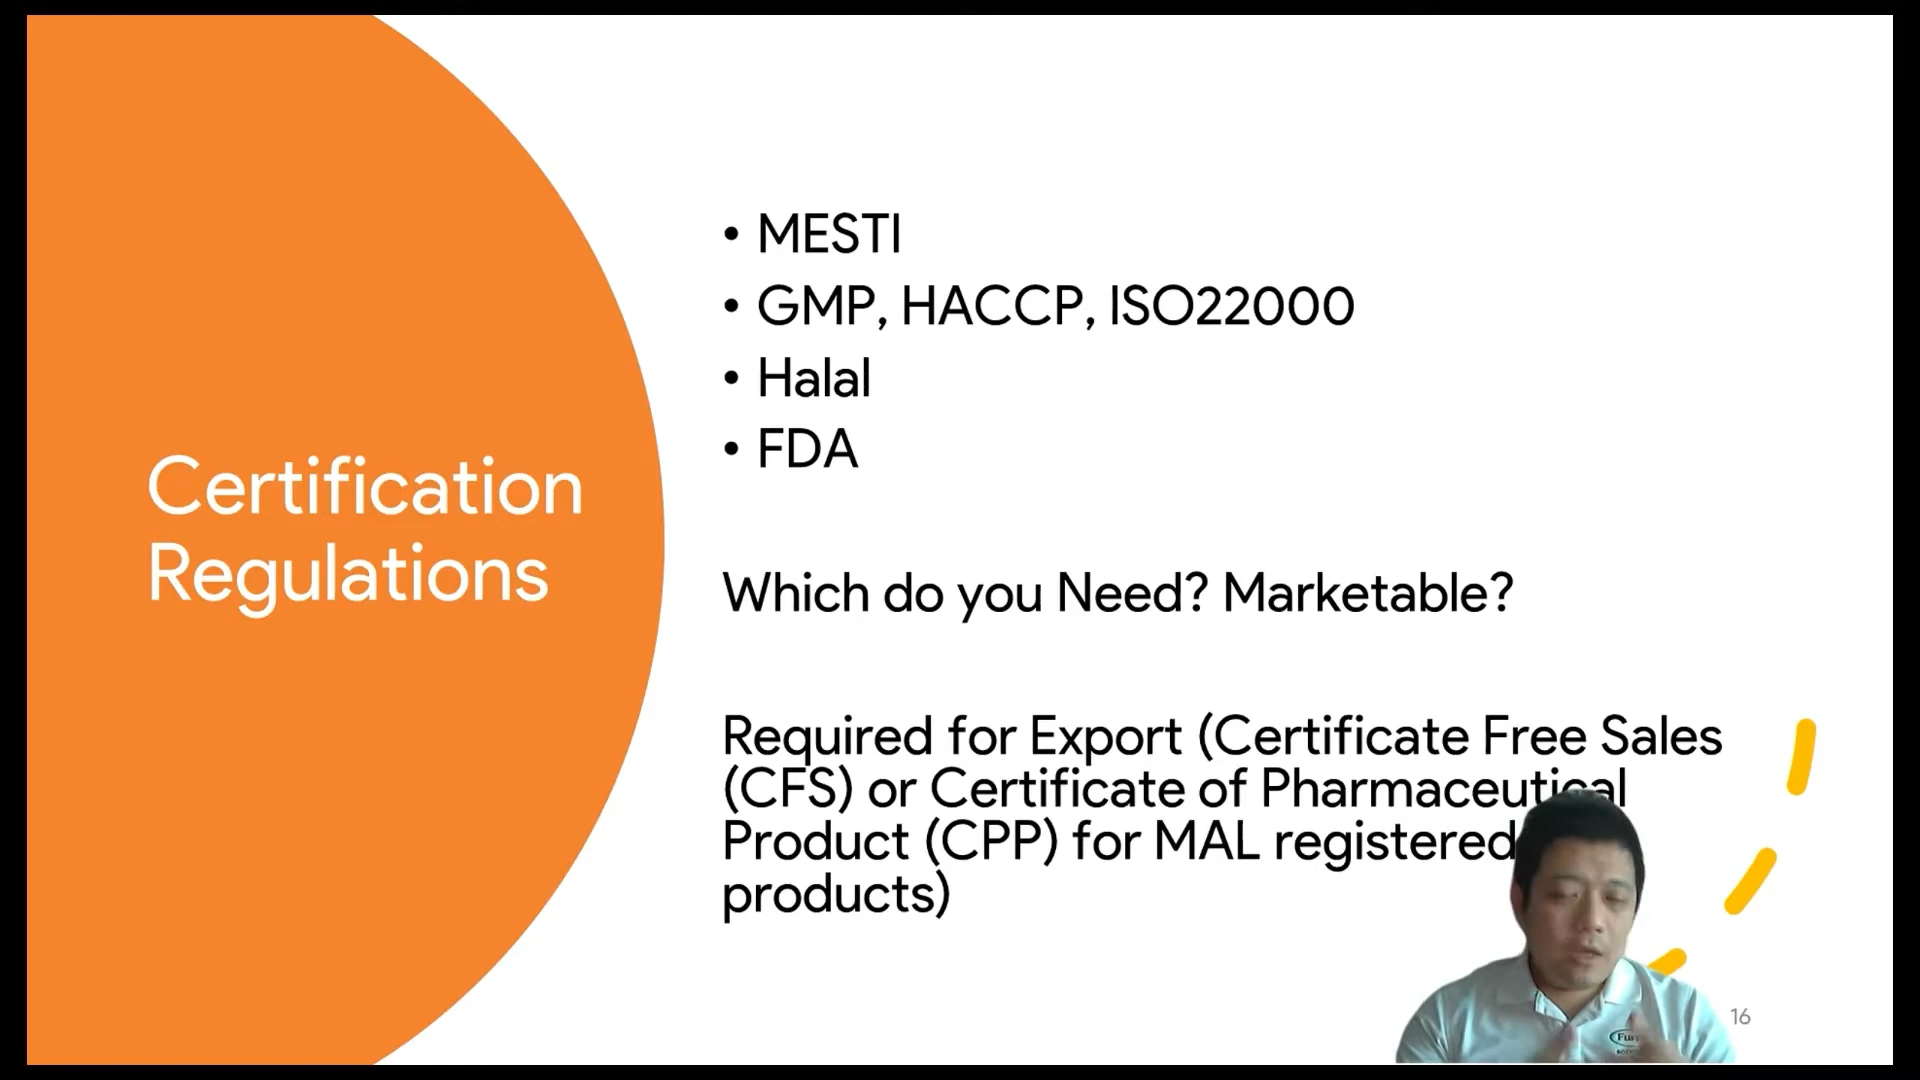 Certification
Regulations
• MESTI
• GMP, HACCP, ISO22000
• Halal
• FDA
Which do you Need? Marketable?
Required for Export (Certificate Free Sales
(CFS) or Certificate of Pharmaceutical
Product (CPP) for MAL registered
products)
16